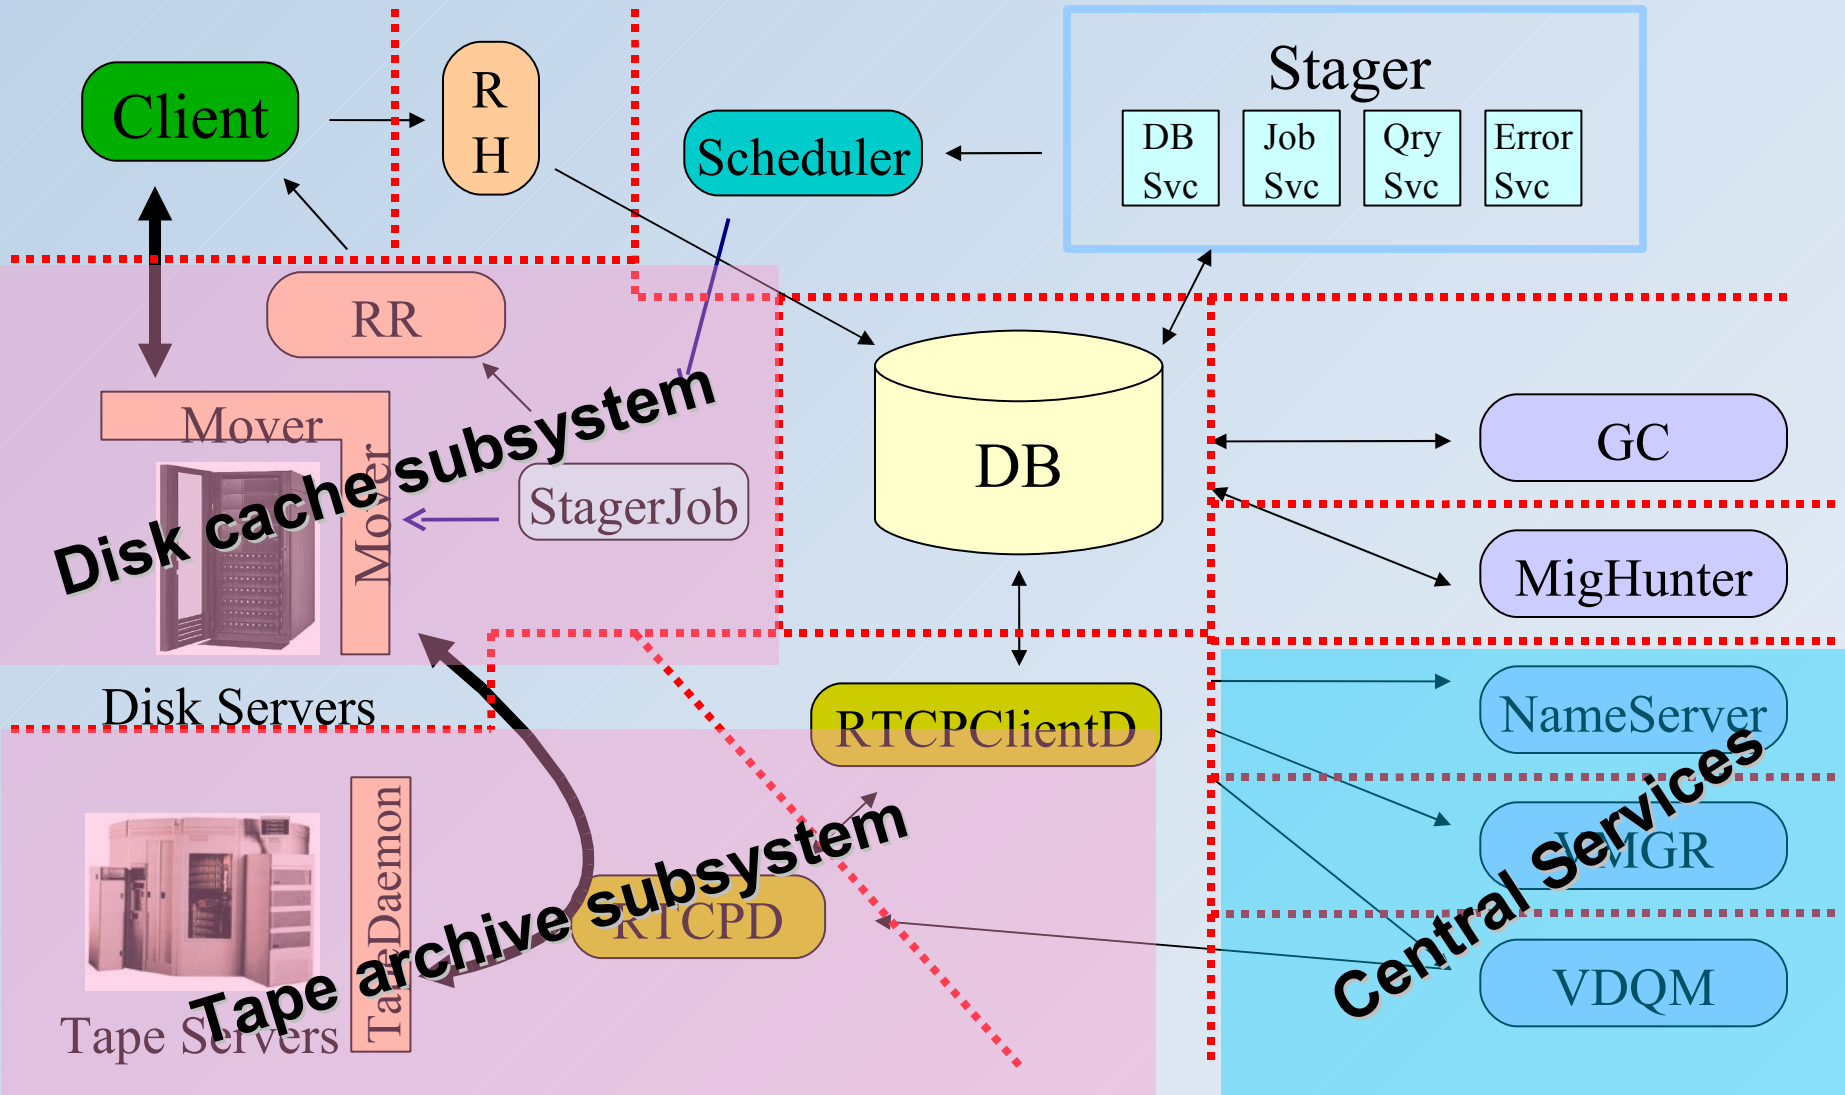 Client
R
H
Scheduler
Stager
DB
Svc
Job
Svc
Qry
Svc
Error
Svc
RR
Mover
Mover
StagerJob
Disk cache subsystem
Disk Servers
DB
GC
MigHunter
RTCPClientD
NameServer
VMGR
VDQM
Central Services
TapeDaemon
RTCPD
Tape archive subsystem
Tape Servers